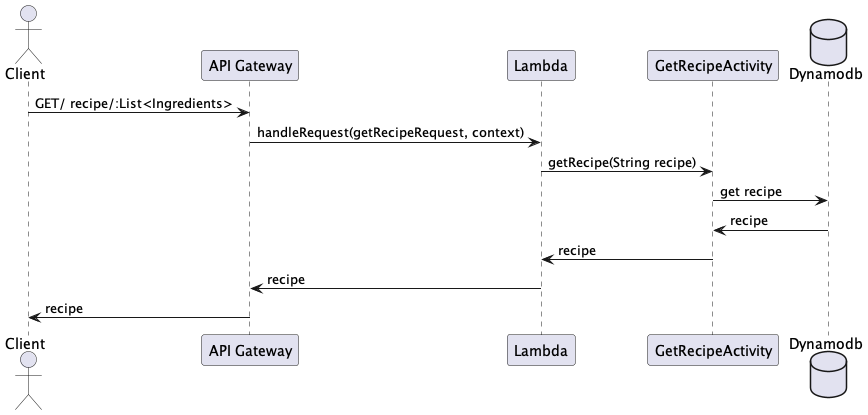 Client
API Gateway
Lambda
GetRecipeActivity
Dynamodb
GET/ recipe/:List<Ingredients>
handleRequest(getRecipeRequest, context)
getRecipe(String recipe)
get recipe
recipe
recipe
recipe
recipe
Client
API Gateway
Lambda
GetRecipeActivity
Dynamodb